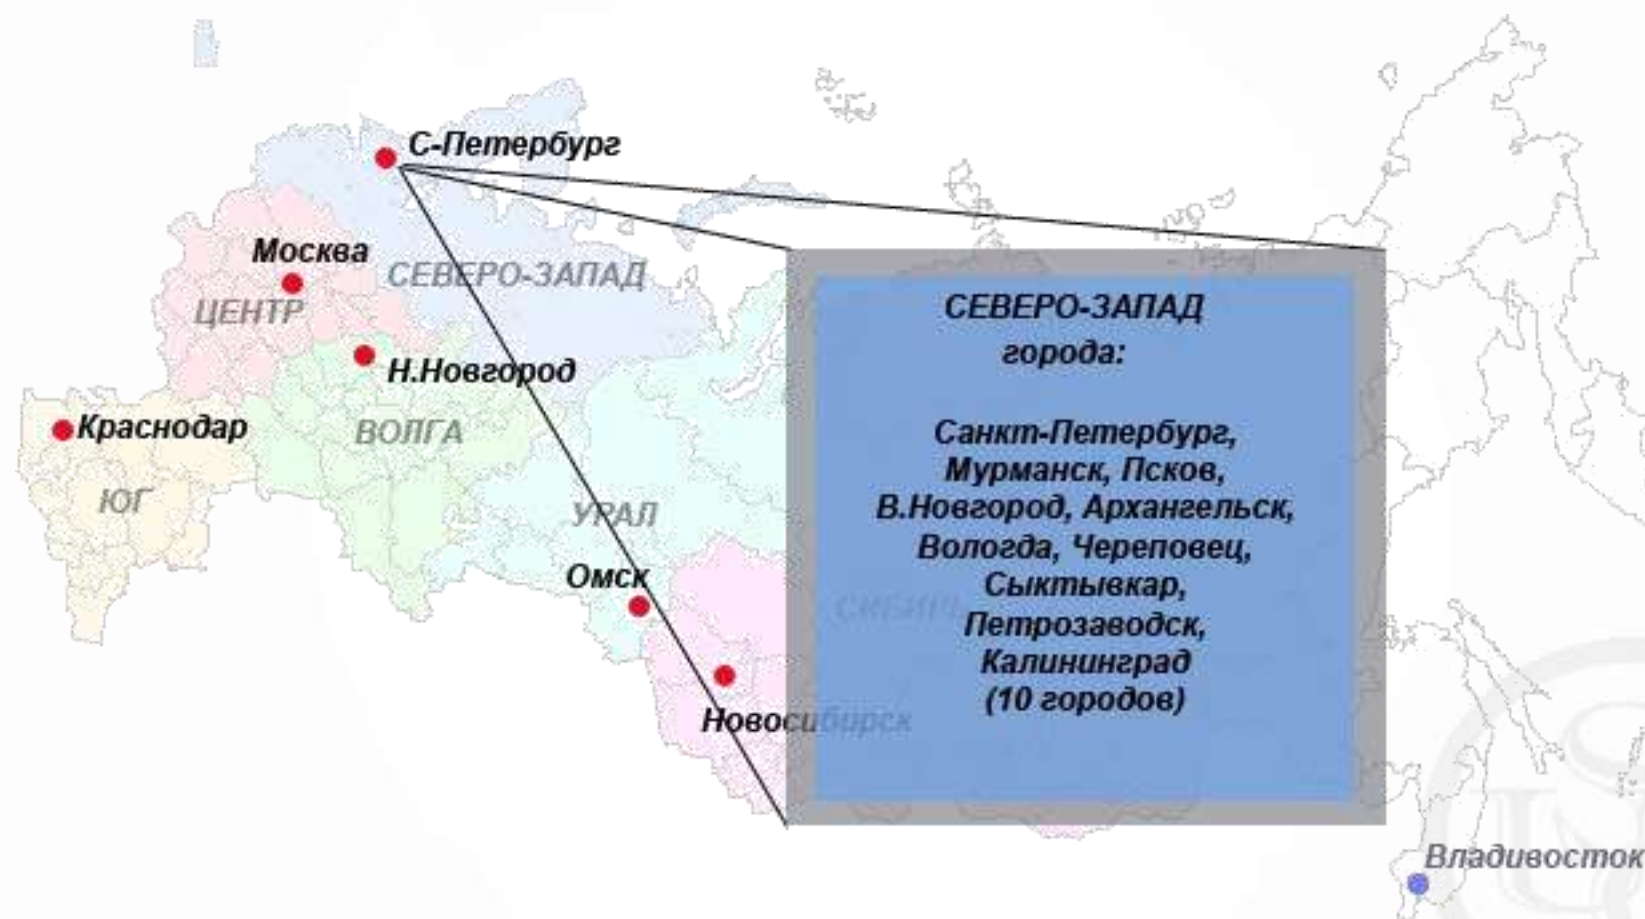 С-Петербург
Москва
СЕВЕРО-ЗАПАД
ЦЕНТР
Н.Новгород
Краснодар
ВОЛГА
ЮГ
УРАЛ
Омск
СИБИРЬ
Новосибирск
СЕВЕРО-ЗАПАД
города:
Санкт-Петербург,
Мурманск, Псков,
В.Новгород, Архангельск,
Вологда, Череповец,
Сыктывкар,
Петрозаводск,
Калининград
(10 городов)
Владивосток